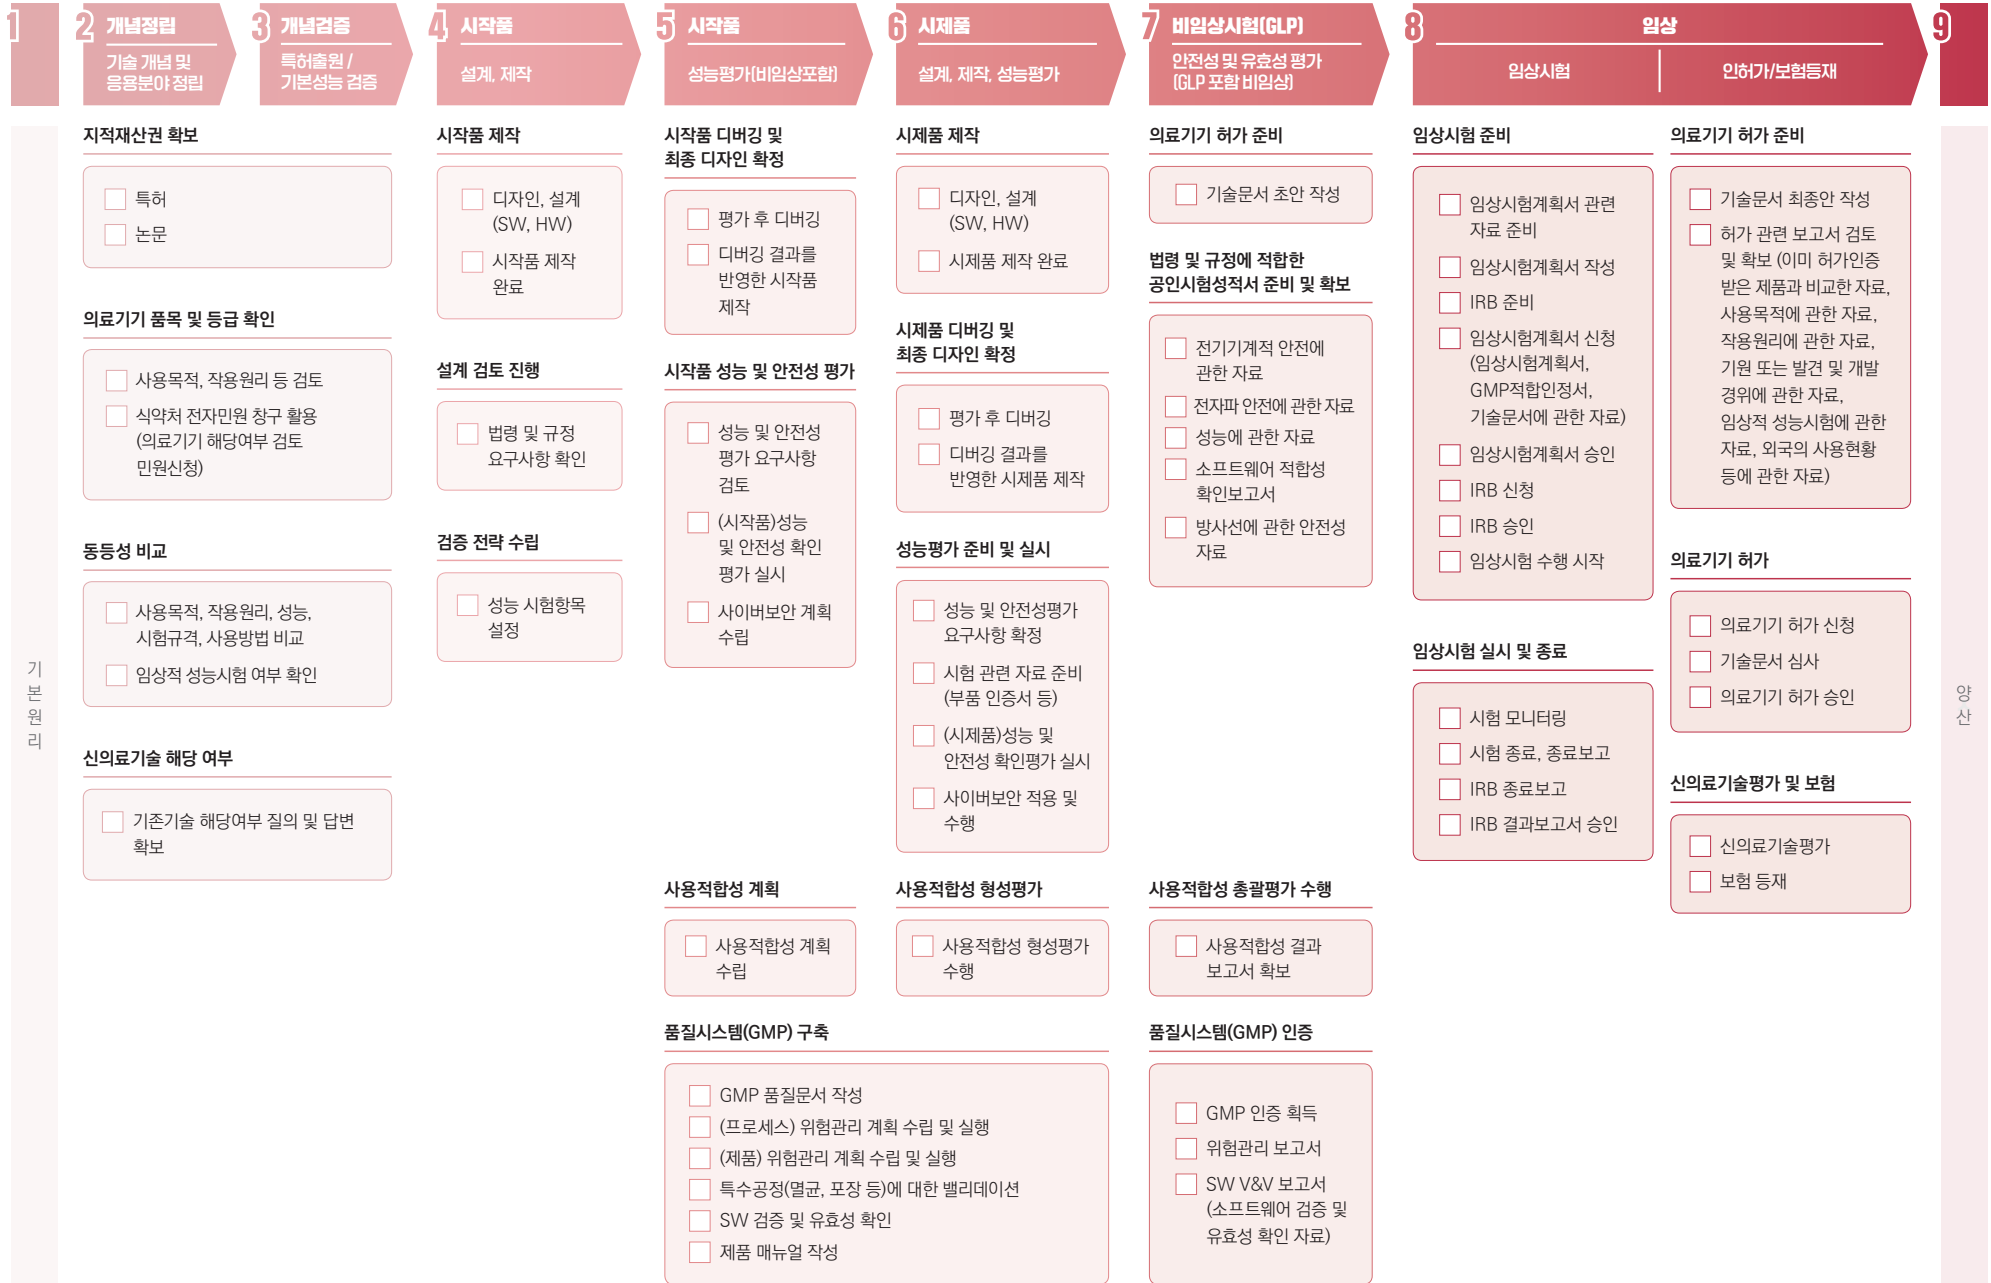 1
기
본
원
리
2 개념정립
기술 개념 및
응용분야 정립
3 개념검증
특허출원 /
기본성능 검증
지적재산권 확보
특허
논문
의료기기 품목 및 등급 확인
사용목적, 작용원리 등 검토
식약처 전자민원 창구 활용
(의료기기 해당여부 검토
민원신청)
동등성 비교
사용목적, 작용원리, 성능,
시험규격, 사용방법 비교
임상적 성능시험 여부 확인
신의료기술 해당 여부
기존기술 해당여부 질의 및 답변
확보
4 시작품
설계, 제작
시작품 제작
디자인, 설계
(SW, HW)
시작품 제작
완료
설계 검토 진행
법령 및 규정
요구사항 확인
검증 전략 수립
성능 시험항목
설정
5 시작품
성능평가(비임상포함)
시작품 디버깅 및
최종 디자인 확정
평가 후 디버깅
디버깅 결과를
반영한 시작품
제작
시작품 성능 및 안전성 평가
성능 및 안전성
평가 요구사항
검토
(시작품)성능
및 안전성 확인
평가 실시
사이버보안 계획
수립
사용적합성 계획
사용적합성 계획
수립
6 시제품
설계, 제작, 성능평가
시제품 제작
디자인, 설계
(SW, HW)
시제품 제작 완료
시제품 디버깅 및
최종 디자인 확정
평가 후 디버깅
디버깅 결과를
반영한 시제품 제작
성능평가 준비 및 실시
성능 및 안전성평가
요구사항 확정
시험 관련 자료 준비
(부품 인증서 등)
(시제품)성능 및
안전성 확인평가 실시
사이버보안 적용 및
수행
사용적합성 형성평가
사용적합성 형성평가
수행
품질시스템(GMP) 구축
GMP 품질문서 작성
(프로세스) 위험관리 계획 수립 및 실행
(제품) 위험관리 계획 수립 및 실행
특수공정(멸균, 포장 등)에 대한 밸리데이션
SW 검증 및 유효성 확인
제품 매뉴얼 작성
7 비임상시험(GLP)
안전성 및 유효성 평가
(GLP 포함 비임상)
의료기기 허가 준비
기술문서 초안 작성
법령 및 규정에 적합한
공인시험성적서 준비 및 확보
전기기계적 안전에
관한 자료
전자파 안전에 관한 자료
성능에 관한 자료
소프트웨어 적합성
확인보고서
방사선에 관한 안전성
자료
사용적합성 총괄평가 수행
사용적합성 결과
보고서 확보
품질시스템(GMP) 인증
GMP 인증 획득
위험관리 보고서
SW V&V 보고서
(소프트웨어 검증 및
유효성 확인 자료)
8 임상
임상시험
인허가/보험등재
임상시험 준비
임상시험계획서 관련
자료 준비
임상시험계획서 작성
IRB 준비
임상시험계획서 신청
(임상시험계획서,
GMP적합인정서,
기술문서에 관한 자료)
임상시험계획서 승인
IRB 신청
IRB 승인
임상시험 수행 시작
임상시험 실시 및 종료
시험 모니터링
시험 종료, 종료보고
IRB 종료보고
IRB 결과보고서 승인
의료기기 허가 준비
기술문서 최종안 작성
허가 관련 보고서 검토
및 확보 (이미 허가인증
받은 제품과 비교한 자료,
사용목적에 관한 자료,
작용원리에 관한 자료,
기원 또는 발견 및 개발
경위에 관한 자료,
임상적 성능시험에 관한
자료, 외국의 사용현황
등에 관한 자료)
의료기기 허가
의료기기 허가 신청
기술문서 심사
의료기기 허가 승인
신의료기술평가 및 보험
신의료기술평가
보험 등재
9
양
산